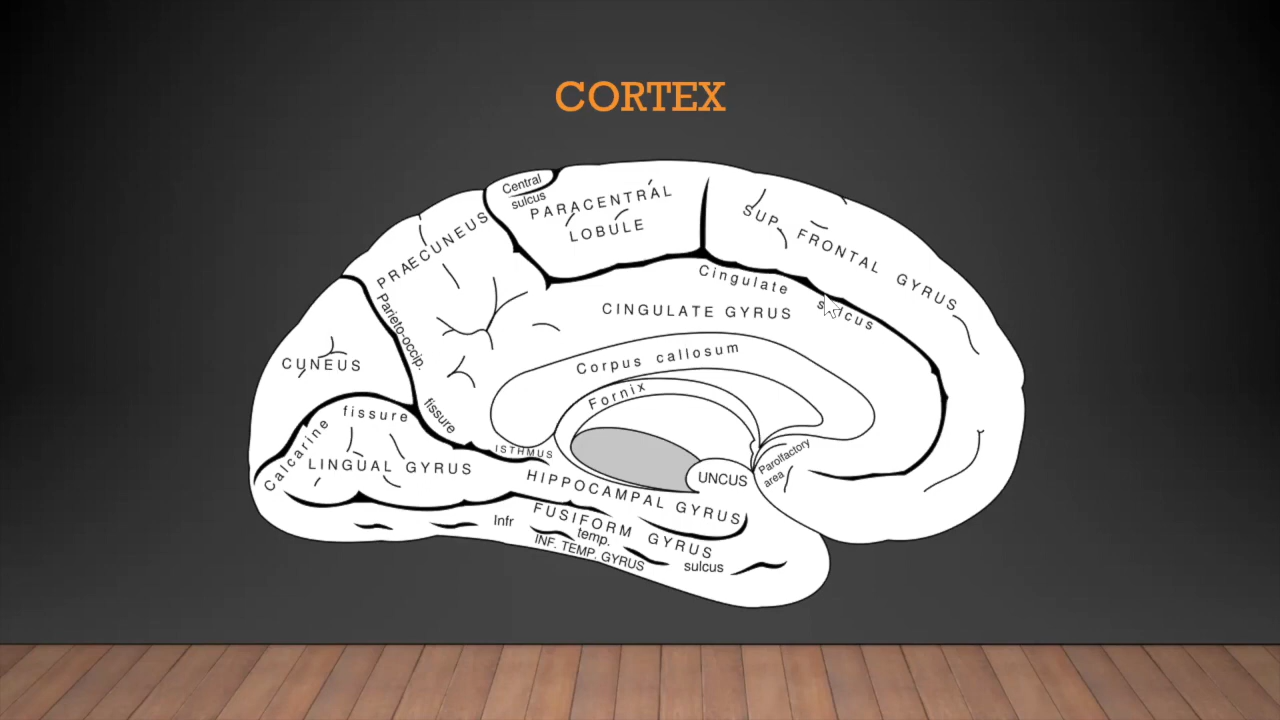 CORTEX
Central
sulcus
PARACENTRAL
LOBULE
PRAECUNEUS
SUP. FRONTAL GYRUS
Cingulate sulcus
CINGULATE GYRUS
Parieto-occip.
fissure
CUNEUS
Corpus callosum
Fornix
Calcarine fissure
ISTHMUS
LINGUAL GYRUS
Parolfactory
area
UNCUS
HIPPOCAMPAL GYRUS
FUSIFORM GYRUS
Infr temp. sulcus
INF. TEMP. GYRUS